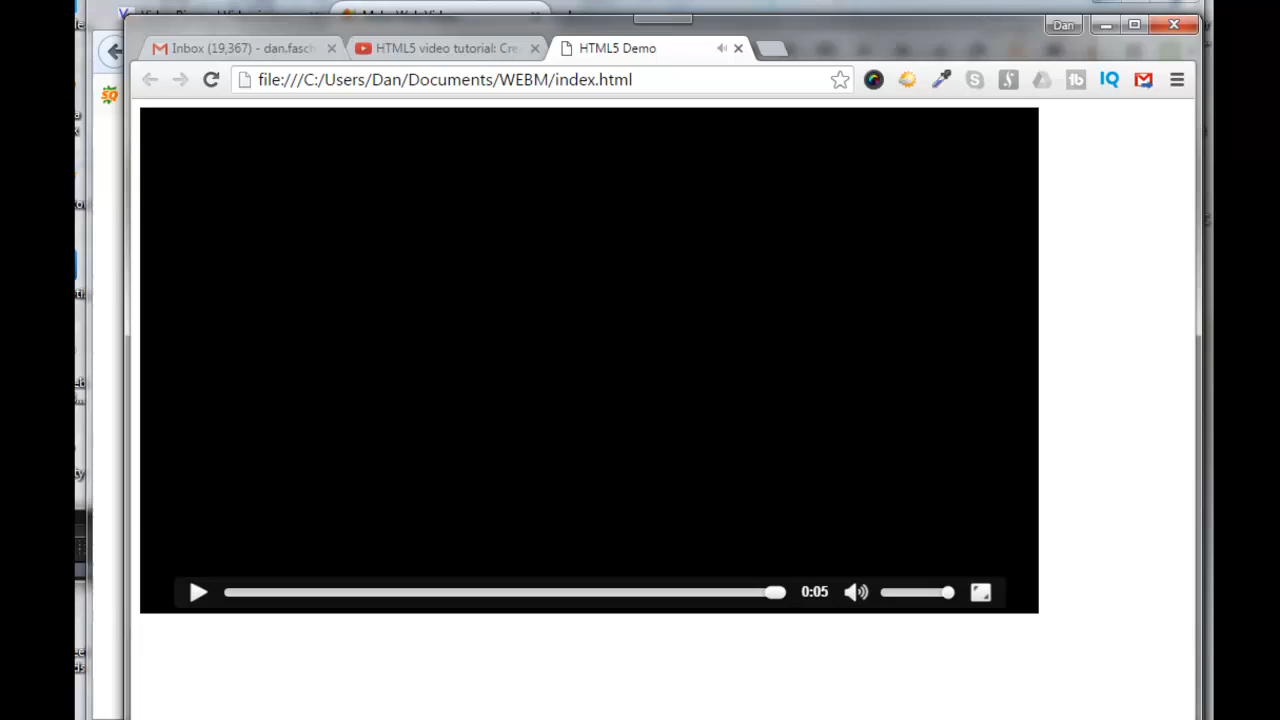 Dan
Inbox (19,367) - dan.fasch
HTML5 video tutorial: Cre
HTML5 Demo
file:///C:/Users/Dan/Documents/WEBM/index.html
IQ
0:05